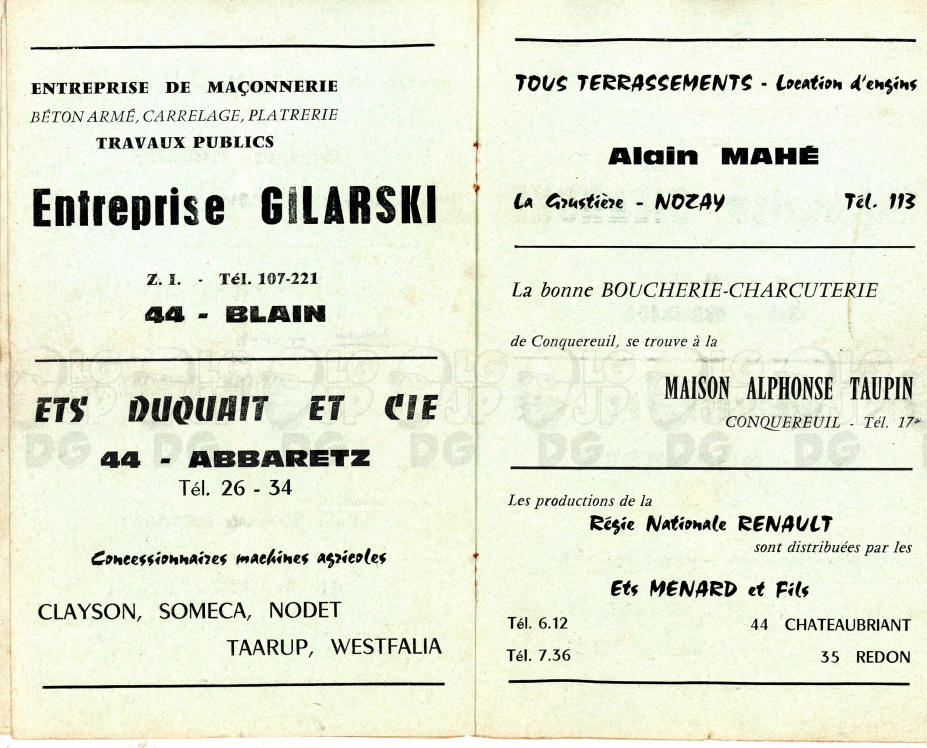 ENTREPRISE DE MAÇONNERIE
BÉTON ARMÉ, CARRELAGE, PLATRERIE
TRAVAUX PUBLICS
Entreprise GILARSKI
Z. I. - Tél. 107-221
44 - BLAIN
ETS DUQUAIT ET CIE
44 - ABBARETZ
Tél. 26 - 34
Concessionnaires machines agricoles
CLAYSON, SOMECA, NODET
TAARUP, WESTFALIA
TOUS TERRASSEMENTS - Location d'engins
Alain MAHÉ
La Grustière - NOZAY Tél. 113
La bonne BOUCHERIE-CHARCUTERIE
de Conquereuil, se trouve à la
MAISON ALPHONSE TAUPIN
CONQUEREUIL - Tél. 17
Les productions de la
Régie Nationale RENAULT
sont distribuées par les
Ets MENARD et Fils
Tél. 6.12 44 CHATEAUBRIANT
Tél. 7.36 35 REDON